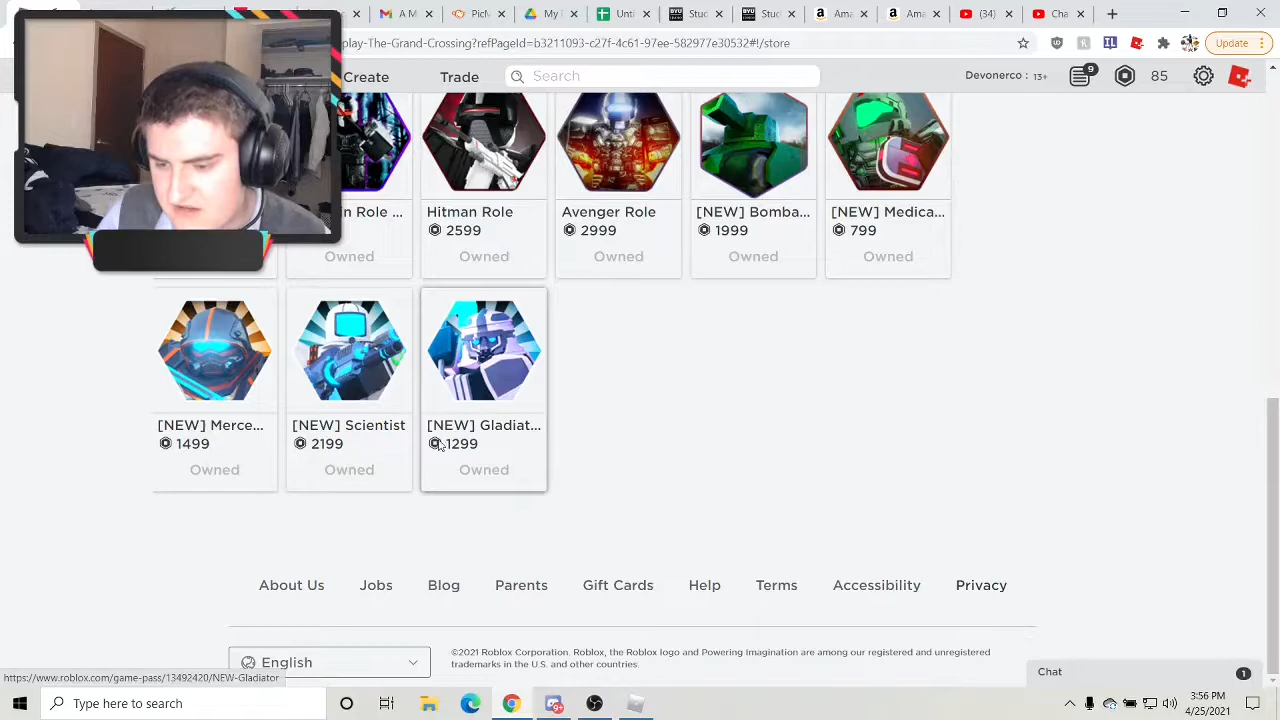 Update
play-The-Grand-Crossing?refPageId=b3211093-c27f-4c61-97ee-58297e230c92#!/store
Create
Trade
Search
Devonerco : 13+
9
85
n Role ...
Hitman Role
Avenger Role
[NEW] Bomba...
[NEW] Medica...
2599
2999
1999
799
Owned
Owned
Owned
Owned
Owned
[NEW] Merce...
[NEW] Scientist
[NEW] Gladiat...
1499
2199
1299
Owned
Owned
Owned
About Us
Jobs
Blog
Parents
Gift Cards
Help
Terms
Accessibility
Privacy
English
©2021 Roblox Corporation. Roblox, the Roblox logo and Powering Imagination are among our registered and unregistered
trademarks in the U.S. and other countries.
Chat
1
https://www.roblox.com/game-pass/13492420/NEW-Gladiator
Type here to search
3:56 PM
4/25/2021